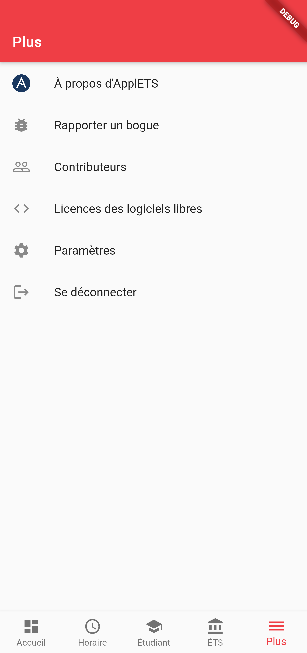 DEBUG
Plus
À propos d'ApplETS
Rapporter un bogue
Contributeurs
Licences des logiciels libres
Paramètres
Se déconnecter
Accueil
Horaire
Étudiant
ÉTS
Plus